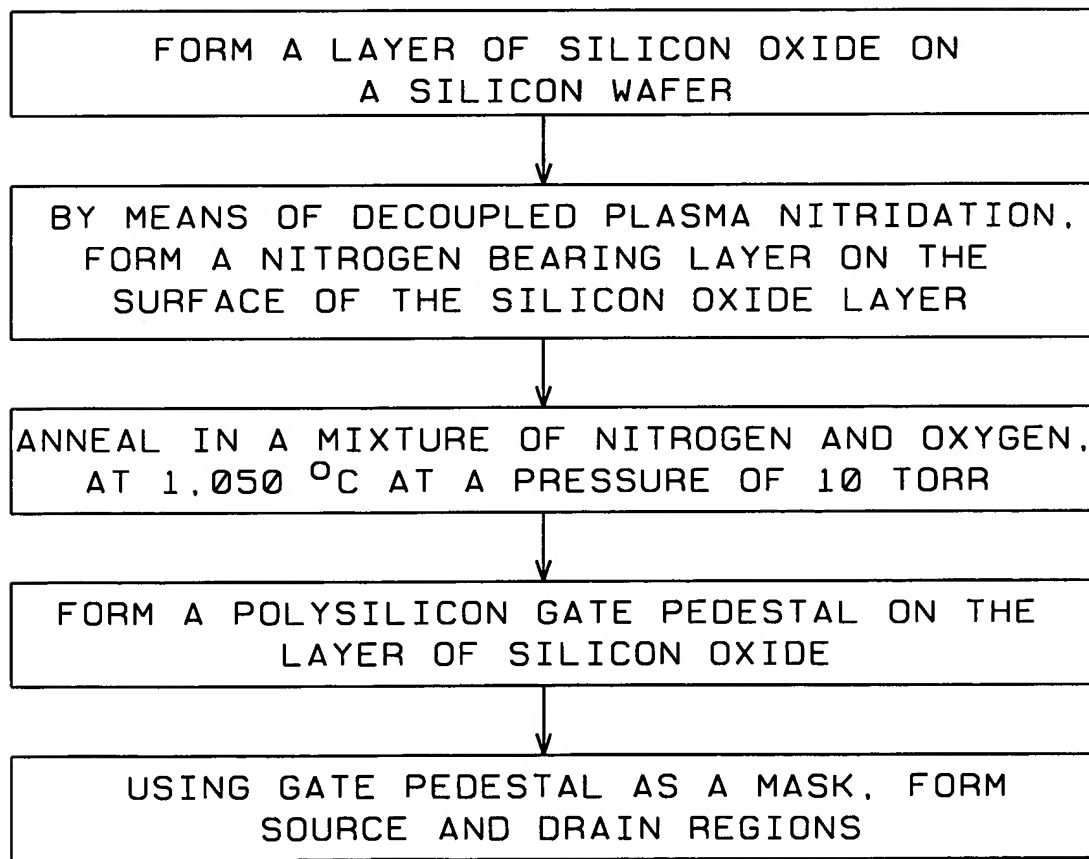 FORM A LAYER OF SILICON OXIDE ON
A SILICON WAFER
BY MEANS OF DECOUPLED PLASMA NITRIDATION,
FORM A NITROGEN BEARING LAYER ON THE
SURFACE OF THE SILICON OXIDE LAYER
ANNEAL IN A MIXTURE OF NITROGEN AND OXYGEN,
AT 1,050 °C AT A PRESSURE OF 10 TORR
FORM A POLYSILICON GATE PEDESTAL ON THE
LAYER OF SILICON OXIDE
USING GATE PEDESTAL AS A MASK, FORM
SOURCE AND DRAIN REGIONS